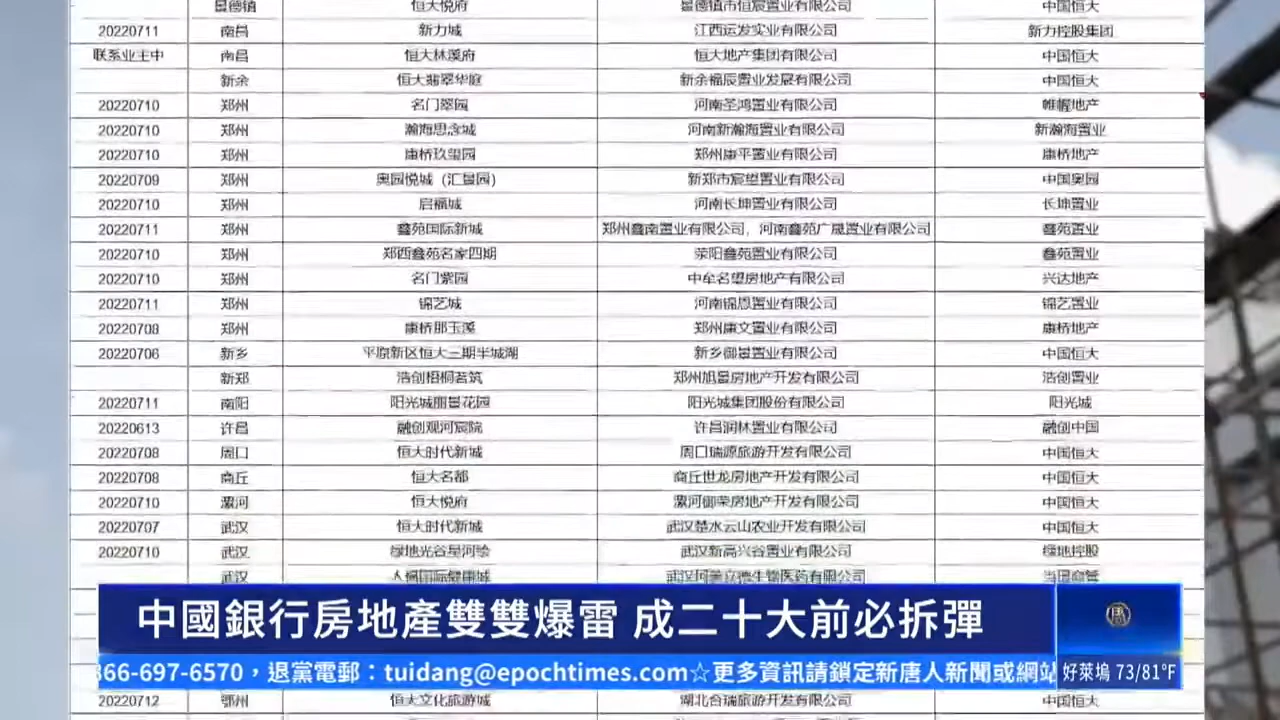 景德镇 恒大悦府 景德镇市恒宸置业有限公司 中国恒大
20220711 南昌 新力城 江西运发实业有限公司 新力控股集团
联系业主中 南昌 恒大林溪府 恒大地产集团有限公司 中国恒大
新余 恒大翡翠华庭 新余福辰置业发展有限公司 中国恒大
20220710 郑州 名门翠园 河南圣鸿置业有限公司 帷幄地产
20220710 郑州 瀚海思念城 河南新瀚海置业有限公司 新瀚海置业
20220710 郑州 康桥玖玺园 郑州康平置业有限公司 康桥地产
20220709 郑州 奥园悦城（汇景园） 新郑市宸望置业有限公司 中国奥园
20220710 郑州 启福城 河南长坤置业有限公司 长坤置业
20220711 郑州 鑫苑国际新城 郑州鑫南置业有限公司，河南鑫苑广晟置业有限公司 鑫苑置业
20220710 郑州 郑西鑫苑名家四期 荥阳鑫苑置业有限公司 鑫苑置业
20220710 郑州 名门紫园 中牟名望房地产有限公司 兴达地产
20220711 郑州 锦艺城 河南锦恩置业有限公司 锦艺置业
20220708 郑州 康桥那玉溪 郑州康文置业有限公司 康桥地产
20220706 新乡 平原新区恒大三期半城湖 新乡御景置业有限公司 中国恒大
新郑 浩创梧桐茗筑 郑州旭景房地产开发有限公司 浩创置业
20220711 南阳 阳光城丽景花园 阳光城集团股份有限公司 阳光城
20220613 许昌 融创观河宸院 许昌润林置业有限公司 融创中国
20220708 周口 恒大时代新城 周口瑞源旅游开发有限公司 中国恒大
20220708 商丘 恒大名都 商丘世龙房地产开发有限公司 中国恒大
20220710 漯河 恒大悦府 漯河御荣房地产开发有限公司 中国恒大
20220707 武汉 恒大时代新城 武汉楚水云山农业开发有限公司 中国恒大
20220710 武汉 绿地光谷星河绘 武汉新高兴谷置业有限公司 绿地控股
武汉 人福国际健康城
中國銀行房地產雙雙爆雷 成二十大前必拆彈
366-697-6570，退黨電郵：tuidang@epochtimes.com☆更多資訊請鎖定新唐人新聞或網站 好萊塢 73/81°F
20220712 鄂州 恒大文化旅游城 湖北合瑞旅游开发有限公司 中国恒大